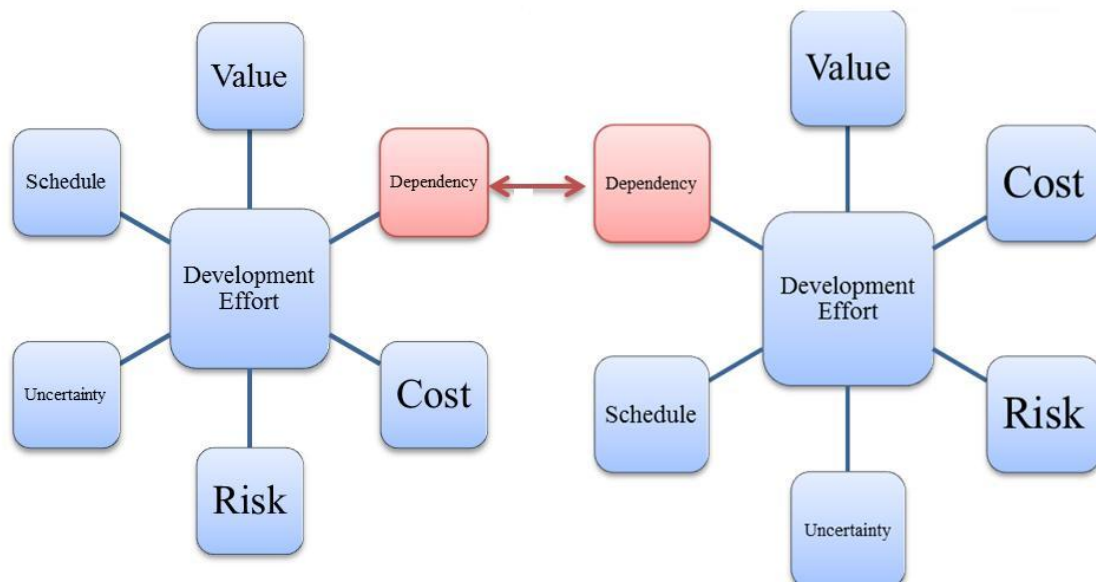 Value
Schedule
Dependency
Development
Effort
Uncertainty
Cost
Risk
Value
Dependency
Cost
Development
Effort
Schedule
Risk
Uncertainty